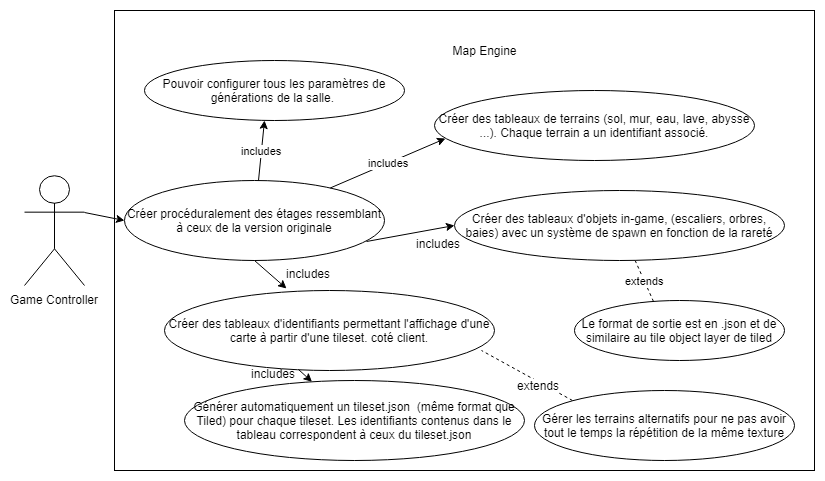 Map Engine
Pouvoir configurer tous les paramètres de
générations de la salle.
Créer des tableaux de terrains (sol, mur, eau, lave, abysse
...). Chaque terrain a un identifiant associé.
includes
includes
Créer procéduralement des étages ressemblant
à ceux de la version originale
Créer des tableaux d'objets in-game, (escaliers, orbres,
baies) avec un système de spawn en fonction de la rareté
includes
includes
extends
Game Controller
Créer des tableaux d'identifiants permettant l'affichage d'une
carte à partir d'une tileset. coté client.
Le format de sortie est en .json et de
similaire au tile object layer de tiled
includes
extends
Générer automatiquement un tileset.json (même format que
Tiled) pour chaque tileset. Les identifiants contenus dans le
tableau correspondent à ceux du tileset.json
Gérer les terrains alternatifs pour ne pas avoir
tout le temps la répétition de la même texture